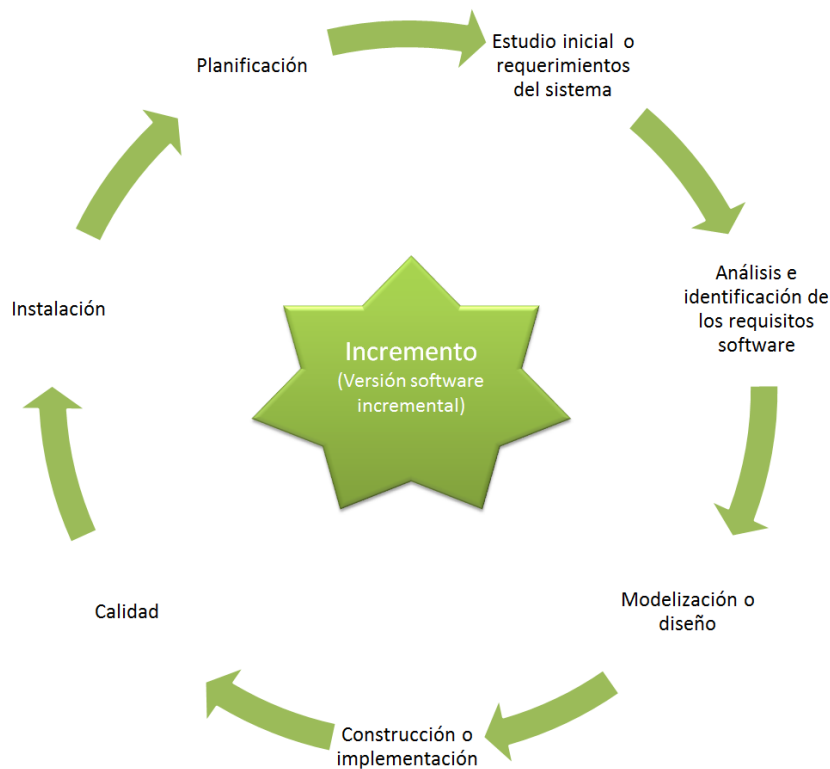 Planificación
Estudio inicial o
requerimientos
del sistema
Análisis e
identificación de
los requisitos
software
Modelización o
diseño
Construcción o
implementación
Calidad
Instalación
Incremento
(Versión software
incremental)